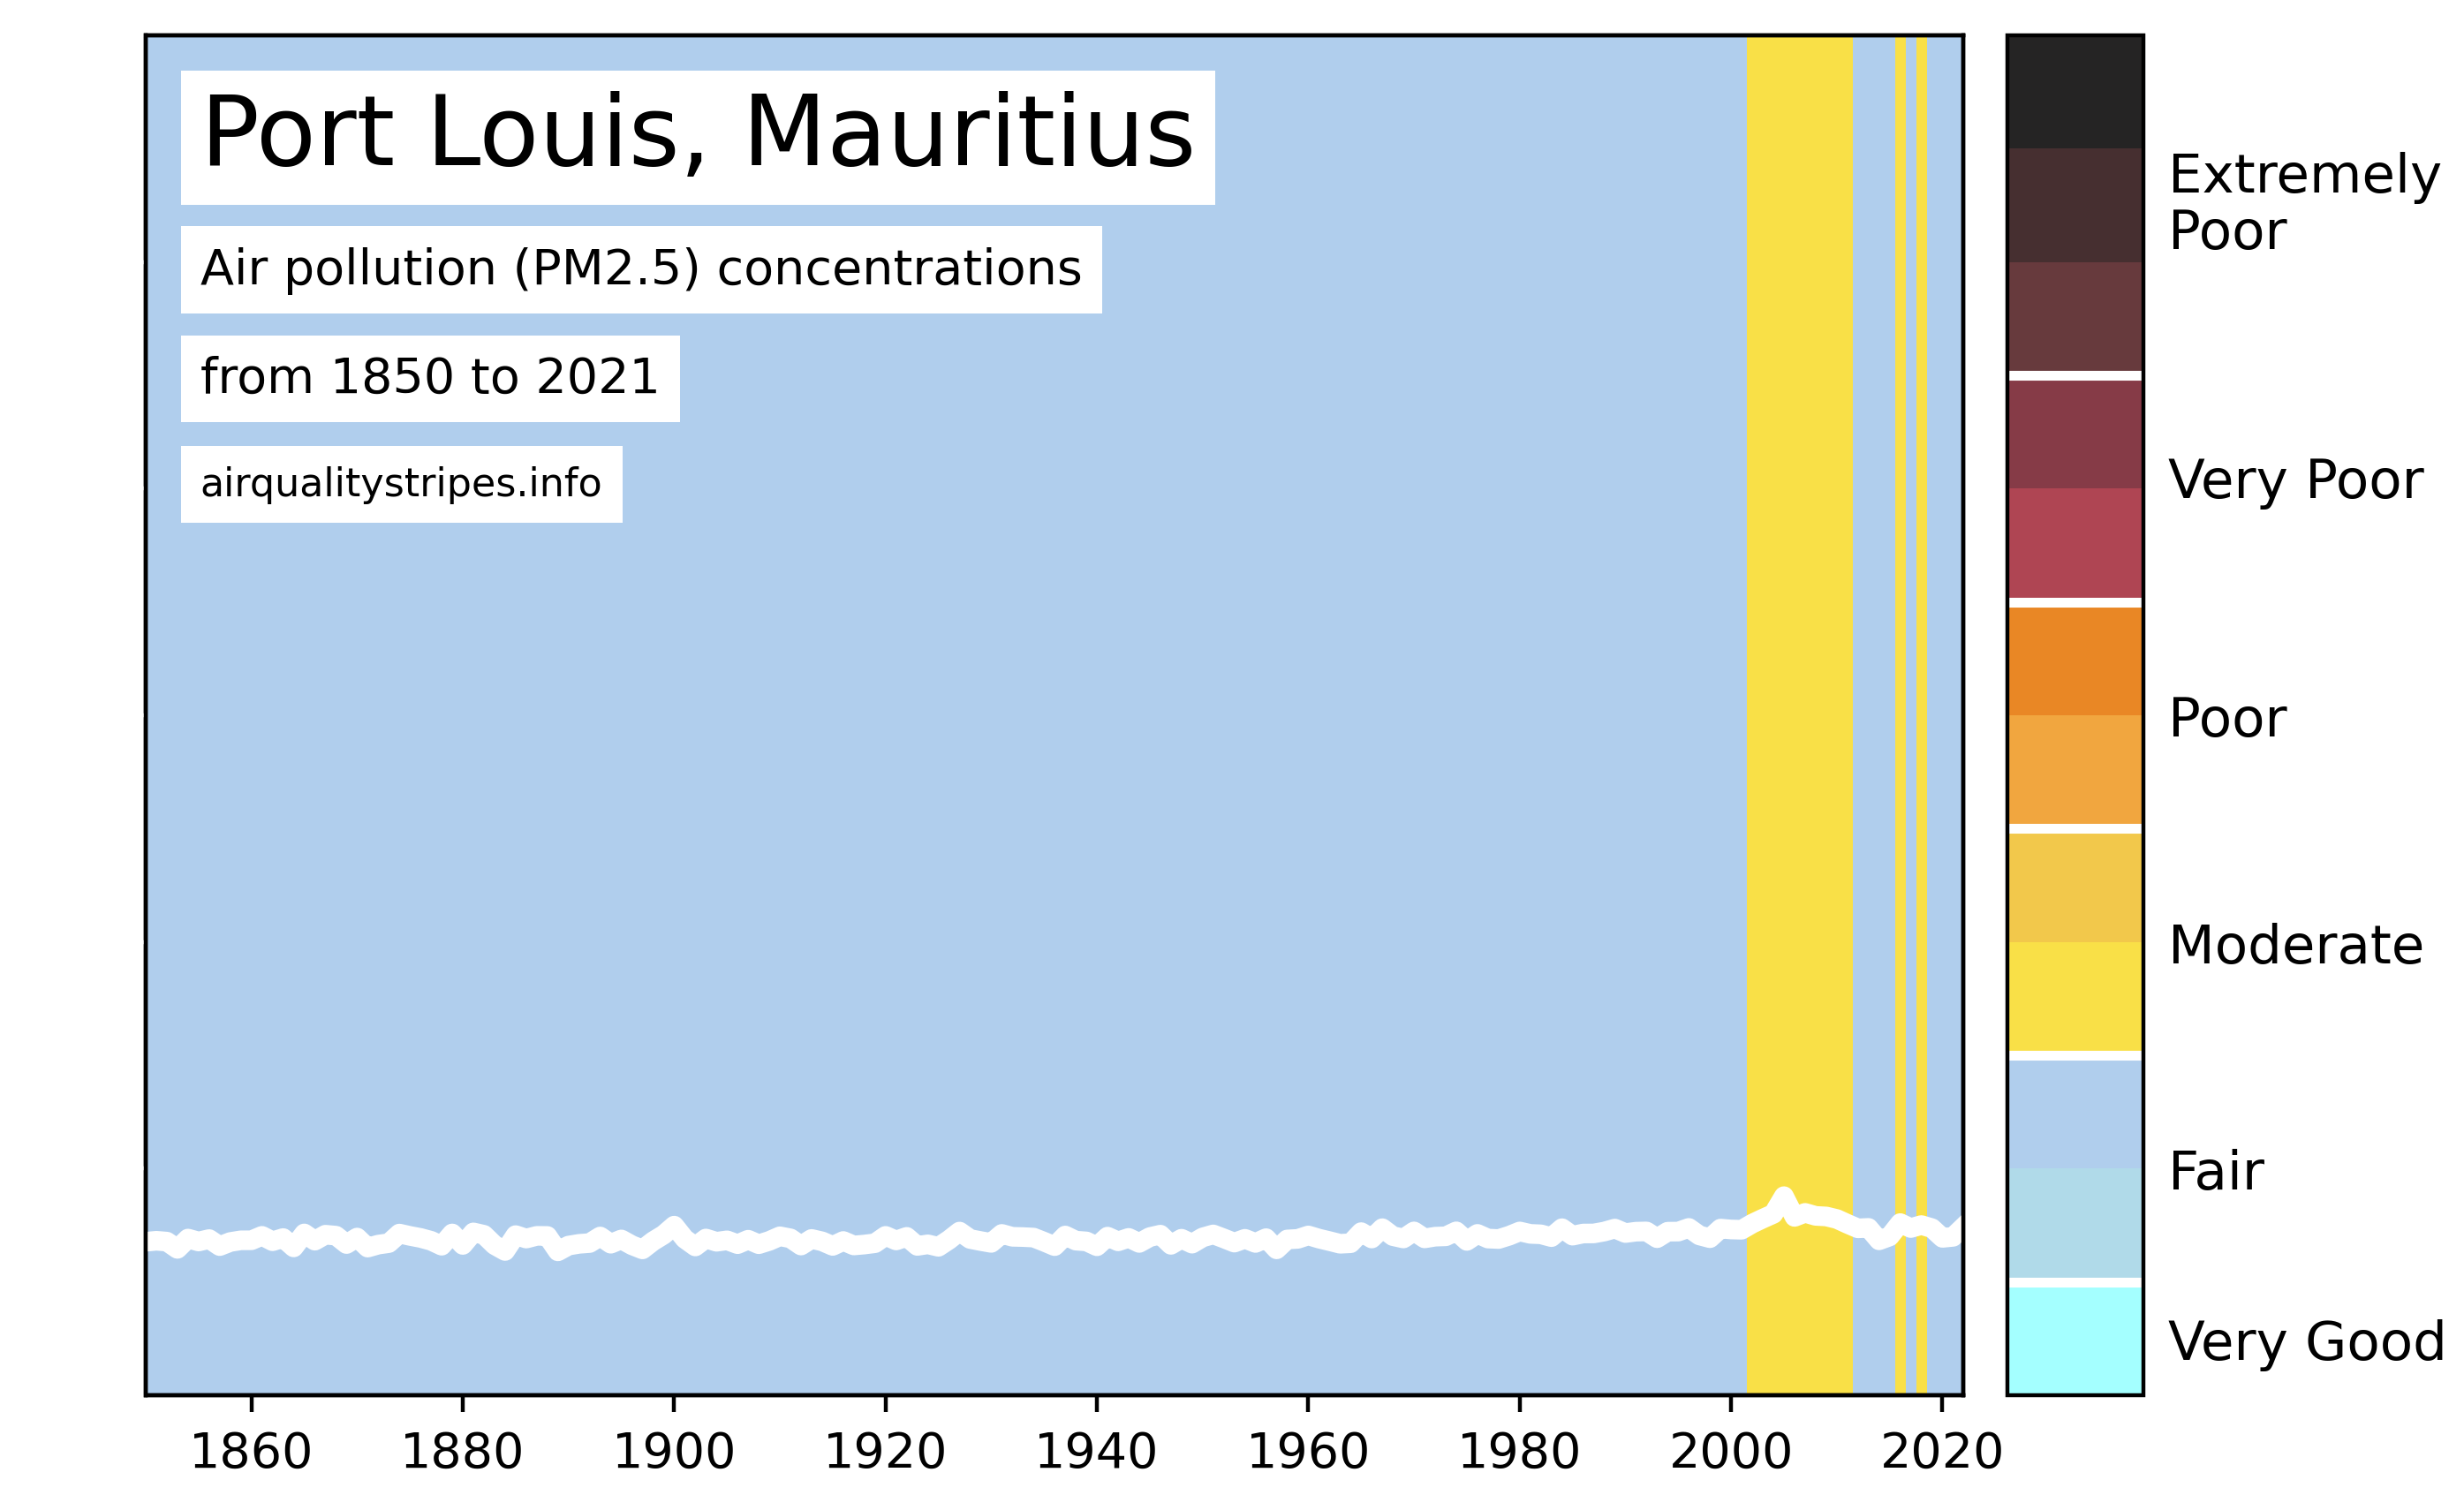 Port Louis, Mauritius
Air pollution (PM2.5) concentrations
from 1850 to 2021
airqualitystripes.info
Extremely
Poor
Very Poor
Poor
Moderate
Fair
Very Good
1860 1880 1900 1920 1940 1960 1980 2000 2020